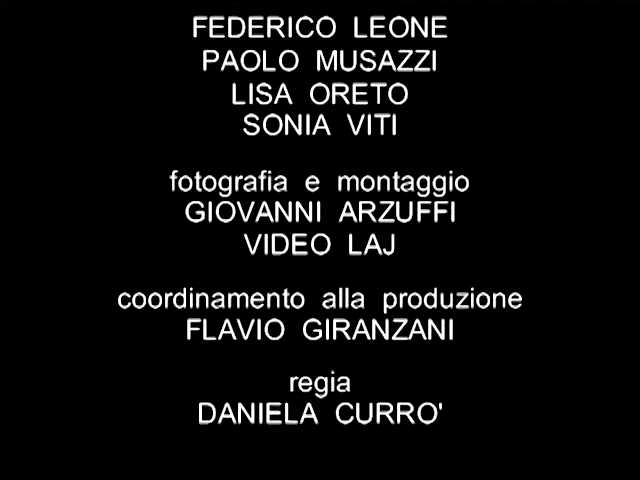 FEDERICO LEONE
PAOLO MUSAZZI
LISA ORETO
SONIA VITI
fotografia e montaggio
GIOVANNI ARZUFFI
VIDEO LAJ
coordinamento alla produzione
FLAVIO GIRANZANI
regia
DANIELA CURRO'